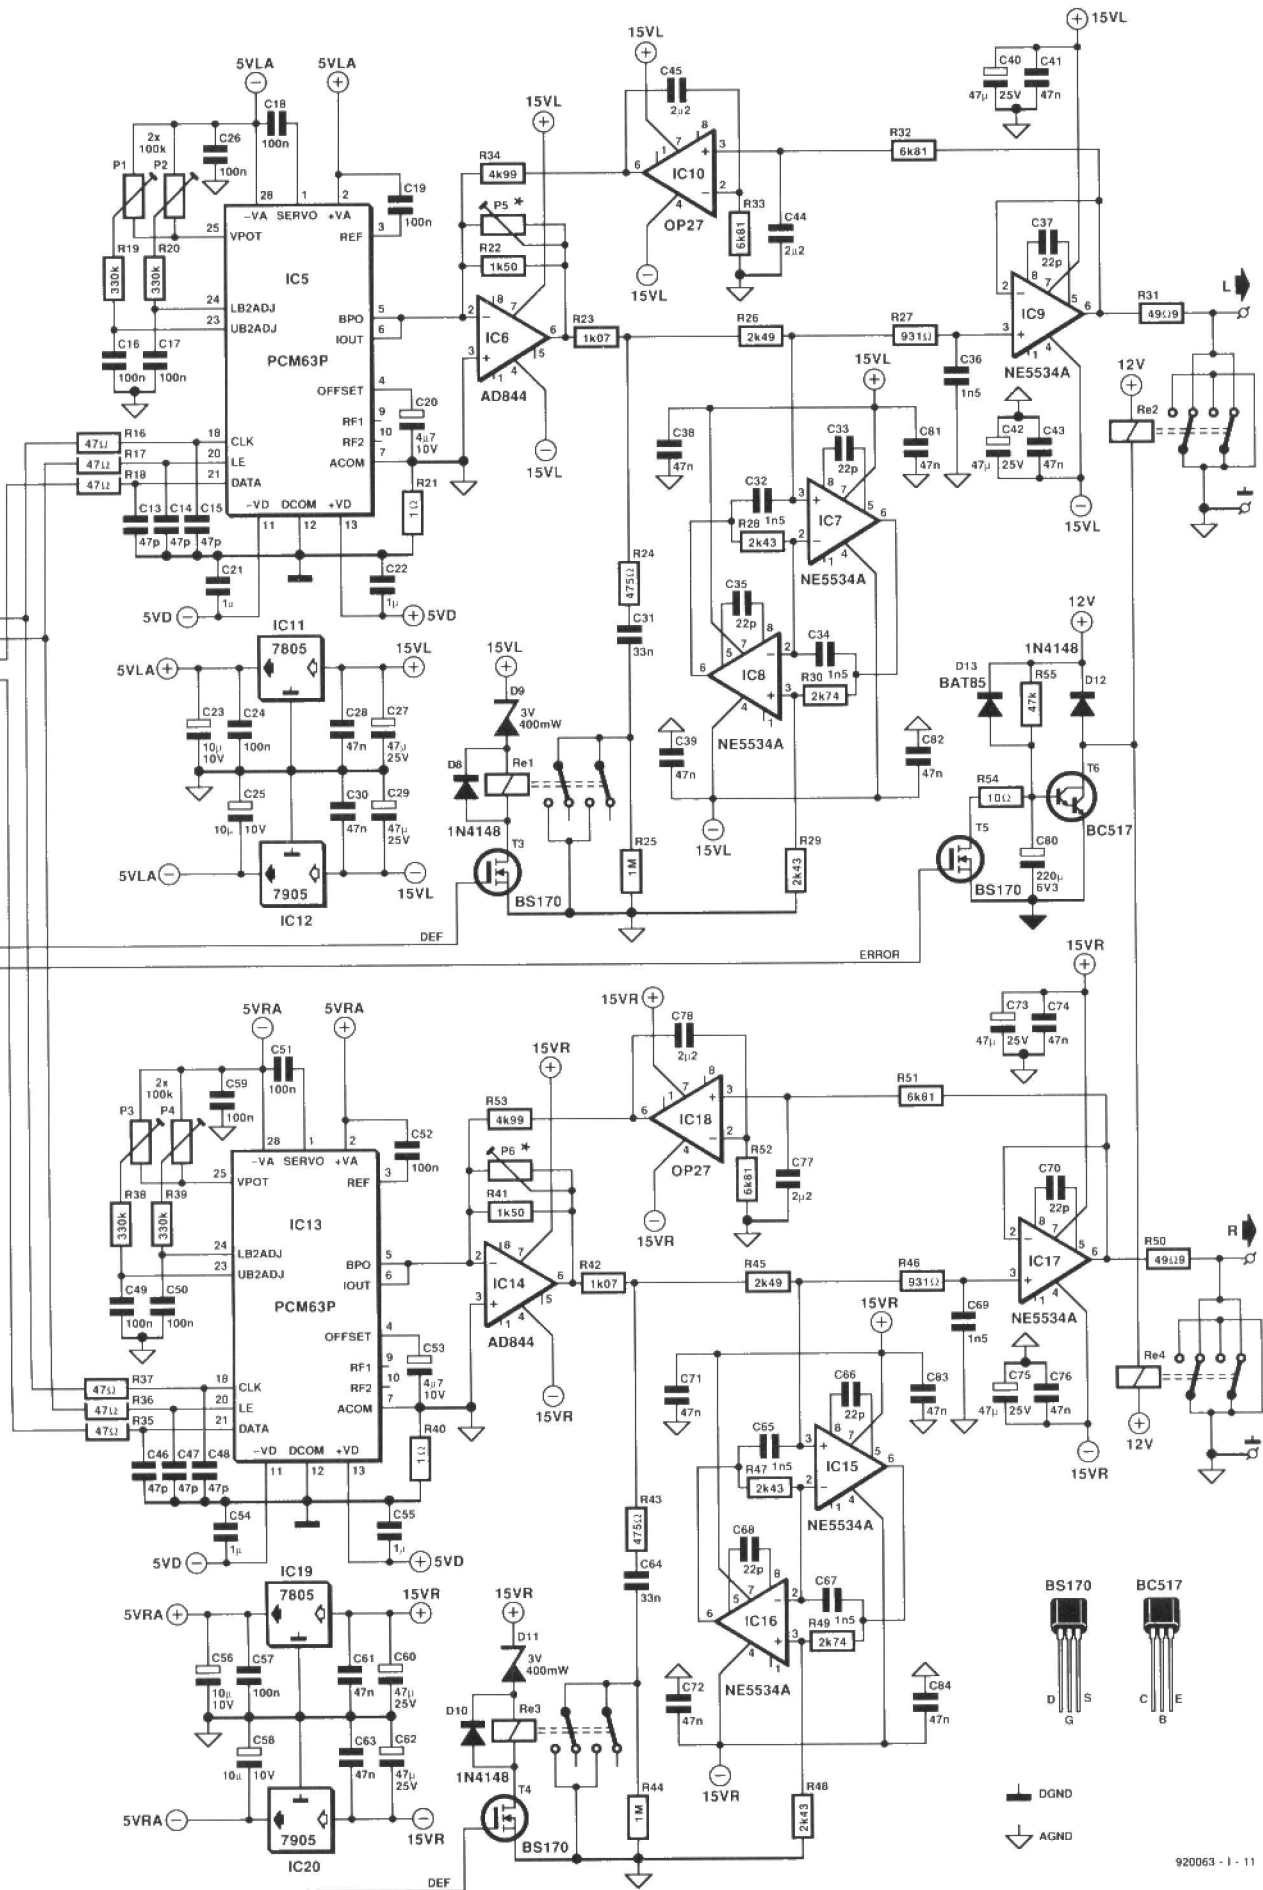 15VL
15VL
C40
C41
47µ
25V
47n
5VLA
5VLA
C45
2µ2
15VL
C18
100n
C26
100n
2x
100k
P1
P2
R34
4k99
R32
6k81
IC10
OP27
C19
100n
28
1
2
–VA SERVO +VA
25
VPOT
REF
3
P5 *
R33
6k81
C44
2µ2
15VL
R19
330k
R20
330k
IC5
R22
1k50
C37
22p
24
LB2ADJ
23
UB2ADJ
BPO
5
IOUT
6
PCM63P
IC6
AD844
R23
1k07
R26
2k49
R27
931Ω
IC9
NE5534A
R31
49Ω9
L
C16
100n
C17
100n
C36
1n5
12V
Re2
OFFSET
4
C20
4µ7
10V
RF1
9
RF2
10
ACOM
7
15VL
15VL
C38
47n
C33
22p
C81
47n
C42
C43
47µ
25V
47n
15VL
R16
47Ω
18
CLK
R17
47Ω
20
LE
R18
47Ω
21
DATA
–VD DCOM +VD
11
12
13
R21
1Ω
C13
47p
C14
47p
C15
47p
C32
1n5
R28
2k43
IC7
NE5534A
C21
1µ
C22
1µ
5VD
5VD
R24
475Ω
C31
33n
C35
22p
C34
1n5
R30
2k74
IC8
NE5534A
IC11
7805
5VLA
15VL
15VL
D9
3V
400mW
12V
1N4148
D13
BAT85
R55
47k
D12
C23
10µ
10V
C24
100n
C28
47n
C27
47µ
25V
D8
1N4148
Re1
C39
47n
C82
47n
T6
BC517
R54
10Ω
C25
10µ
10V
C30
47n
C29
47µ
25V
T3
BS170
R25
1M
15VL
R29
2k43
T5
BS170
C80
220µ
6V3
5VLA
7905
IC12
15VL
DEF
ERROR
15VR
5VRA
5VRA
15VR
C78
2µ2
C73
C74
47µ
25V
47n
C51
100n
15VR
C59
100n
2x
100k
P3
P4
R53
4k99
R51
6k81
IC18
OP27
C52
100n
28
1
2
–VA SERVO +VA
25
VPOT
REF
3
P6 *
R52
6k81
C77
2µ2
15VR
R38
330k
R39
330k
IC13
R41
1k50
C70
22p
24
LB2ADJ
23
UB2ADJ
BPO
5
IOUT
6
PCM63P
IC14
AD844
R42
1k07
R45
2k49
R46
931Ω
IC17
NE5534A
R50
49Ω9
R
C49
100n
C50
100n
C69
1n5
15VR
Re4
12V
OFFSET
4
C53
4µ7
10V
RF1
9
RF2
10
ACOM
7
15VR
C71
47n
C66
22p
C83
47n
C75
C76
47µ
25V
47n
15VR
R37
47Ω
18
CLK
R36
47Ω
20
LE
R35
47Ω
21
DATA
–VD DCOM +VD
11
12
13
R40
1Ω
C46
47p
C47
47p
C48
47p
C65
1n5
R47
2k43
IC15
NE5534A
C54
1µ
C55
1µ
5VD
5VD
R43
475Ω
C64
33n
C68
22p
C67
1n5
R49
2k74
IC16
NE5534A
IC19
7805
5VRA
15VR
15VR
D11
3V
400mW
BS170
BC517
D
G
S
C
B
E
C56
10µ
10V
C57
100n
C61
47n
C60
47µ
25V
D10
1N4148
Re3
C72
47n
C84
47n
C58
10µ
10V
C63
47n
C62
47µ
25V
T4
BS170
R44
1M
15VR
R48
2k43
DGND
AGND
5VRA
7905
IC20
15VR
DEF
920063 - I - 11